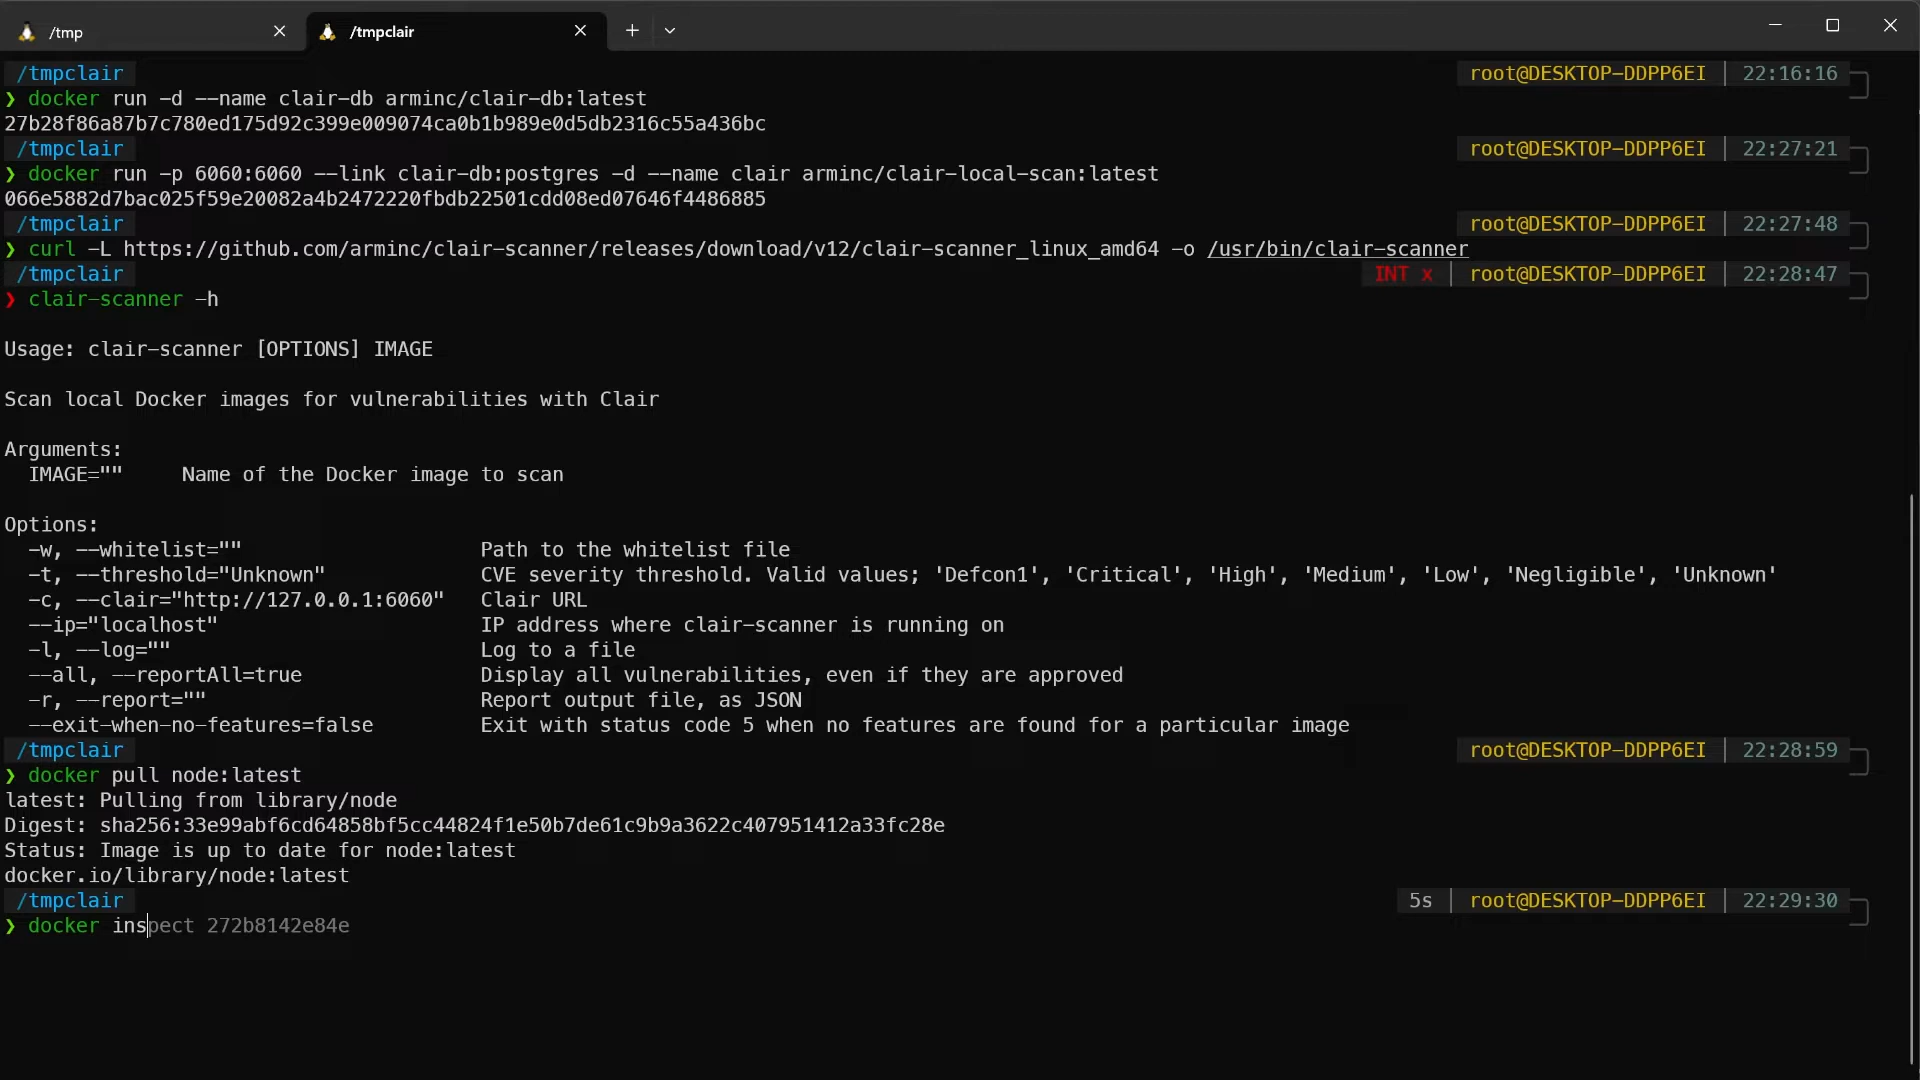 /tmp
/tmpclair
/tmpclair root@DESKTOP-DDPP6EI | 22:16:16
❯ docker run -d --name clair-db arminc/clair-db:latest
27b28f86a87b7c780ed175d92c399e009074ca0b1b989e0d5db2316c55a436bc
/tmpclair root@DESKTOP-DDPP6EI | 22:27:21
❯ docker run -p 6060:6060 --link clair-db:postgres -d --name clair arminc/clair-local-scan:latest
066e5882d7bac025f59e20082a4b2472220fbdb22501cdd08ed07646f4486885
/tmpclair root@DESKTOP-DDPP6EI | 22:27:48
❯ curl -L https://github.com/arminc/clair-scanner/releases/download/v12/clair-scanner_linux_amd64 -o /usr/bin/clair-scanner
/tmpclair INT x | root@DESKTOP-DDPP6EI | 22:28:47
❯ clair-scanner -h
Usage: clair-scanner [OPTIONS] IMAGE
Scan local Docker images for vulnerabilities with Clair
Arguments:
IMAGE="" Name of the Docker image to scan
Options:
-w, --whitelist="" Path to the whitelist file
-t, --threshold="Unknown" CVE severity threshold. Valid values; 'Defcon1', 'Critical', 'High', 'Medium', 'Low', 'Negligible', 'Unknown'
-c, --clair="http://127.0.0.1:6060" Clair URL
--ip="localhost" IP address where clair-scanner is running on
-l, --log="" Log to a file
--all, --reportAll=true Display all vulnerabilities, even if they are approved
-r, --report="" Report output file, as JSON
--exit-when-no-features=false Exit with status code 5 when no features are found for a particular image
/tmpclair root@DESKTOP-DDPP6EI | 22:28:59
❯ docker pull node:latest
latest: Pulling from library/node
Digest: sha256:33e99abf6cd64858bf5cc44824f1e50b7de61c9b9a3622c407951412a33fc28e
Status: Image is up to date for node:latest
docker.io/library/node:latest
/tmpclair 5s | root@DESKTOP-DDPP6EI | 22:29:30
❯ docker inspect 272b8142e84e